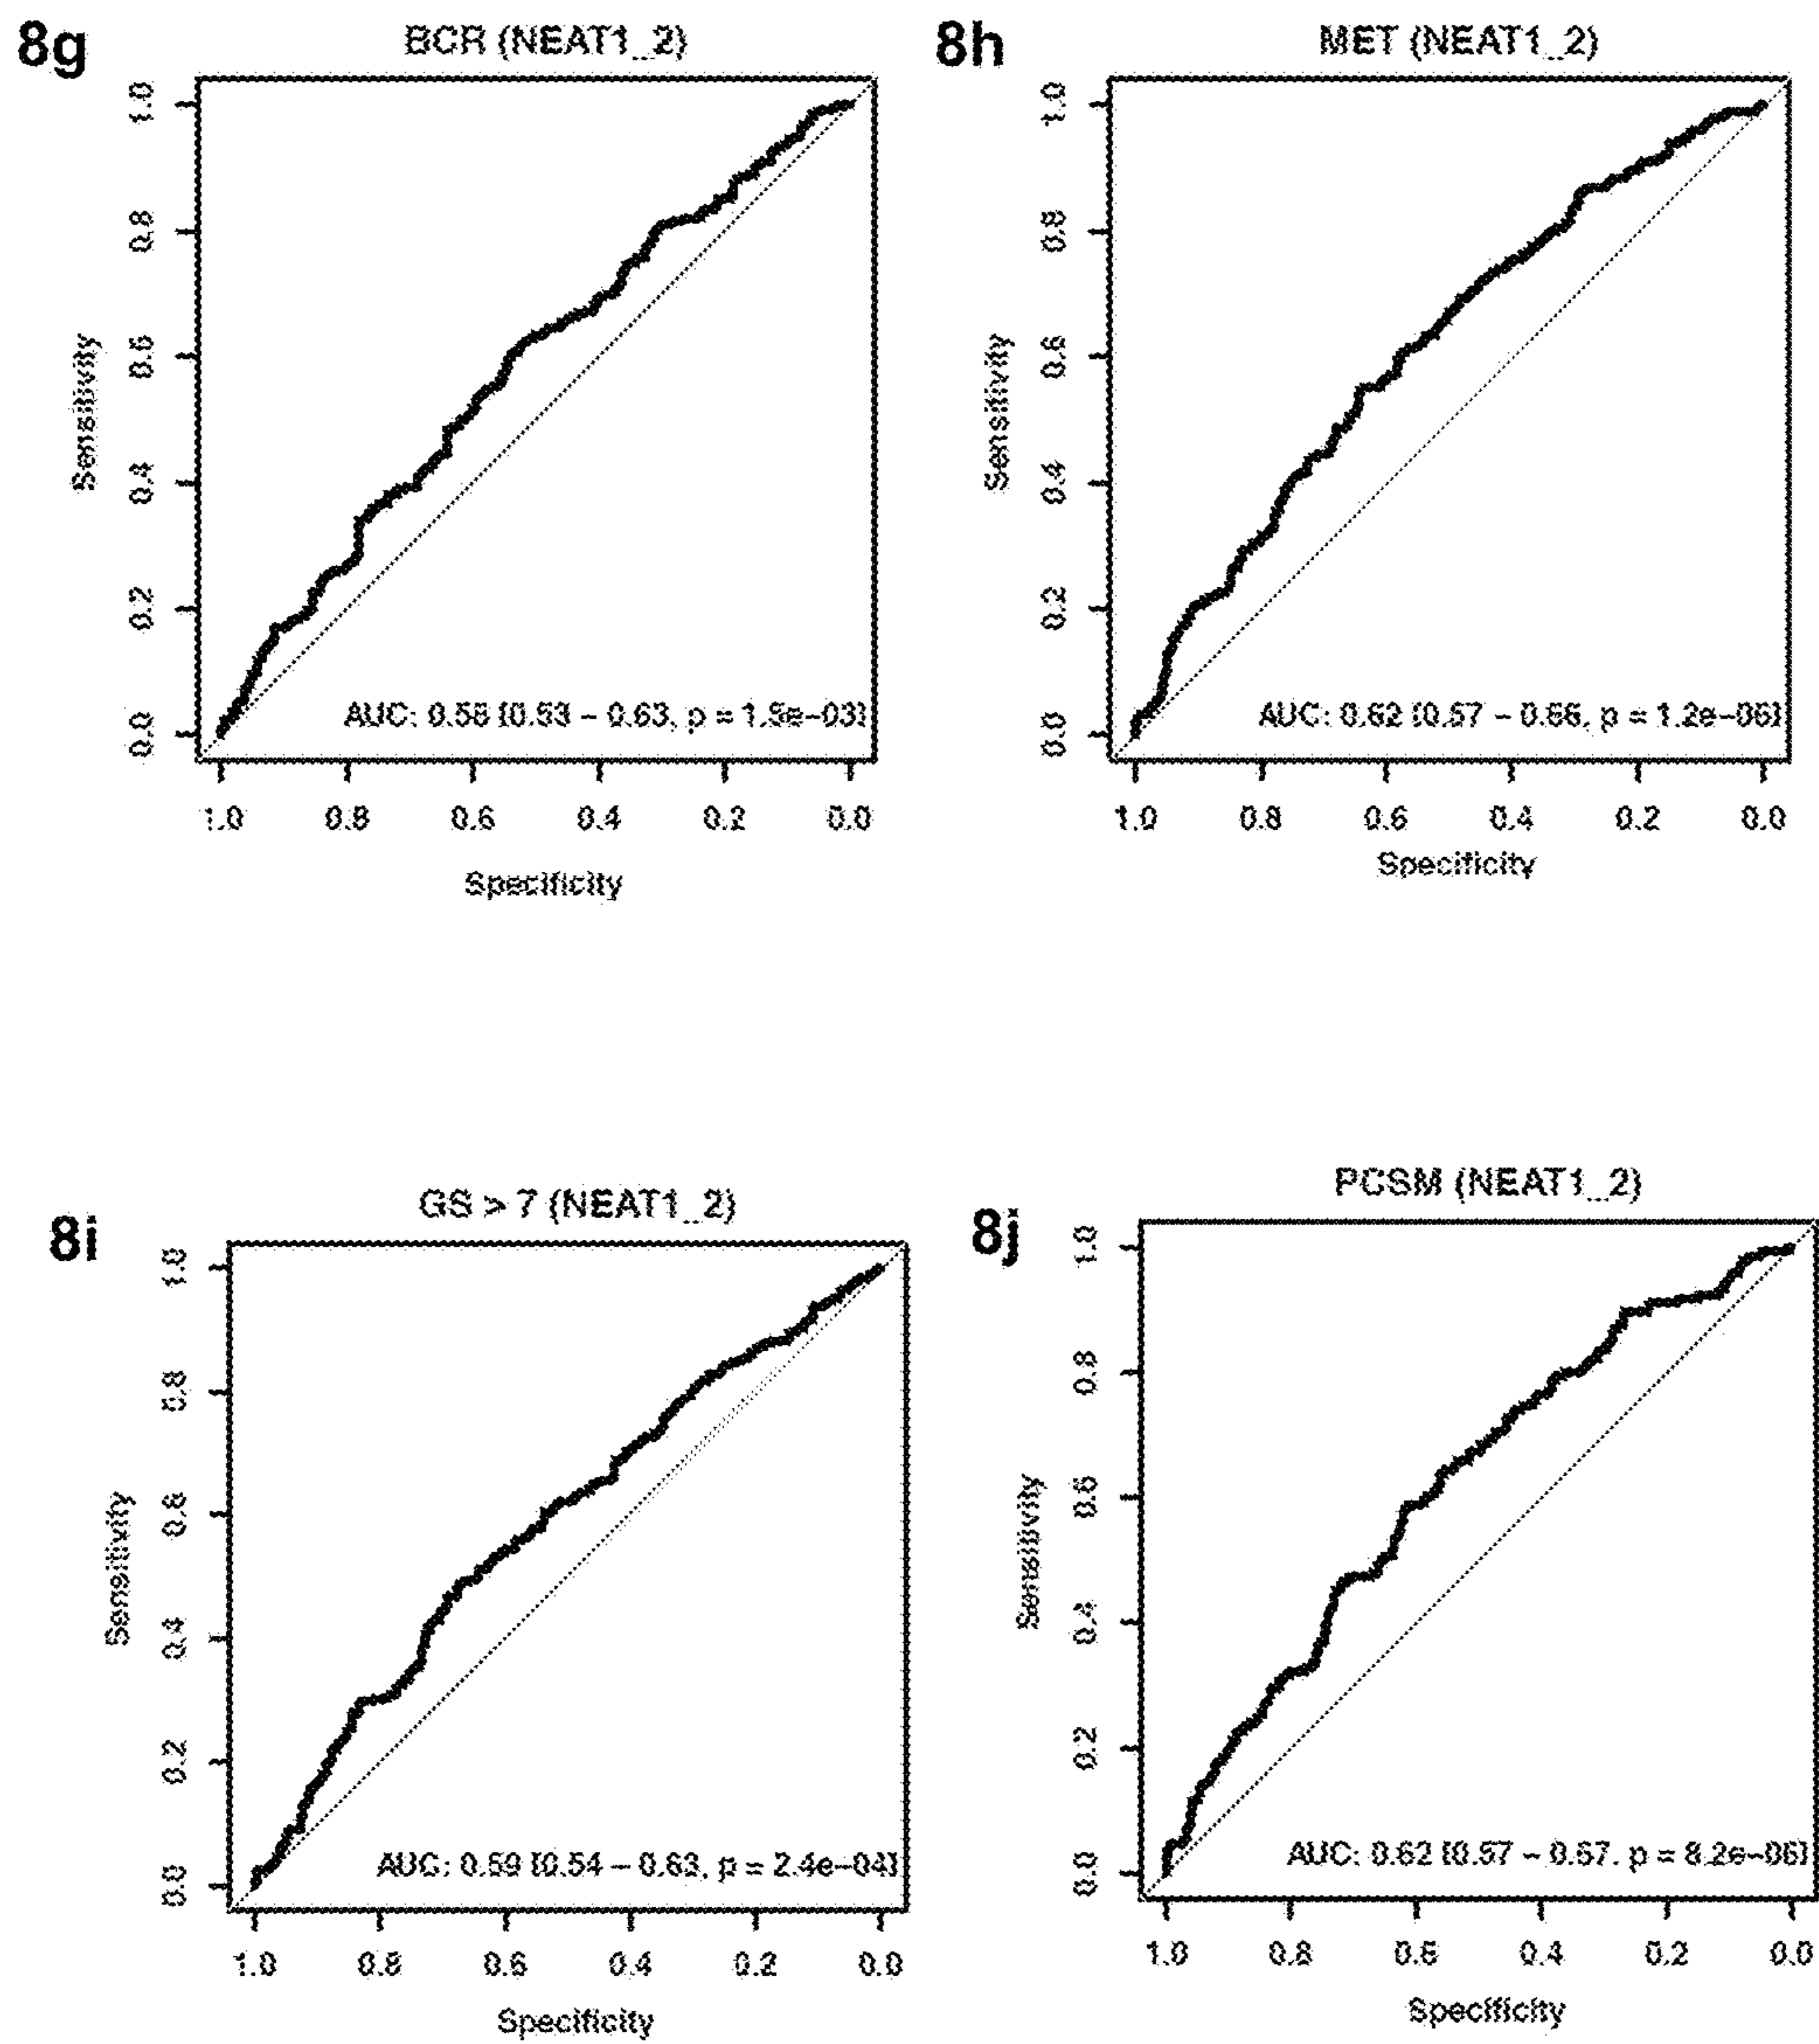 8g
BCR (NEAT1_2)
1.0
0.8
0.6
0.4
0.2
0.0
Sensitivity
AUC: 0.58 [0.53 – 0.63, p = 1.5e–03]
1.0 0.8 0.6 0.4 0.2 0.0
Specificity
8h
MET (NEAT1_2)
1.0
0.8
0.6
0.4
0.2
0.0
Sensitivity
AUC: 0.62 [0.57 – 0.66, p = 1.2e–06]
1.0 0.8 0.6 0.4 0.2 0.0
Specificity
8i
GS > 7 (NEAT1_2)
1.0
0.8
0.6
0.4
0.2
0.0
Sensitivity
AUC: 0.59 [0.54 – 0.63, p = 2.4e–04]
1.0 0.8 0.6 0.4 0.2 0.0
Specificity
8j
PCSM (NEAT1_2)
1.0
0.8
0.6
0.4
0.2
0.0
Sensitivity
AUC: 0.62 [0.57 – 0.67, p = 8.2e–06]
1.0 0.8 0.6 0.4 0.2 0.0
Specificity